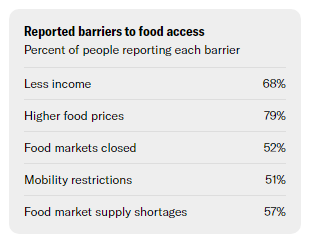 Reported barriers to food access
Percent of people reporting each barrier
Less income 68%
Higher food prices 79%
Food markets closed 52%
Mobility restrictions 51%
Food market supply shortages 57%